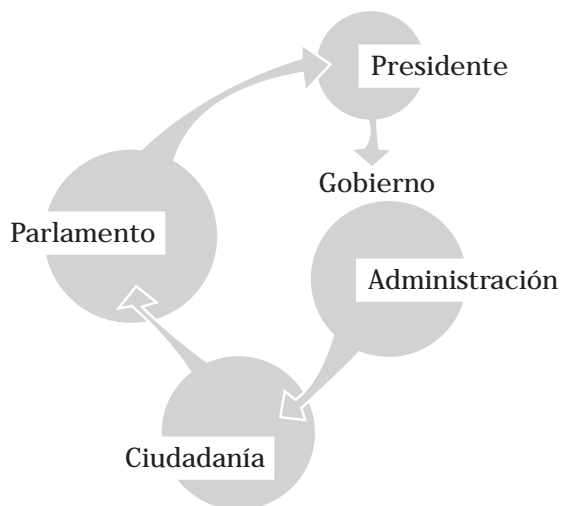 Presidente
Gobierno
Parlamento
Administración
Ciudadanía